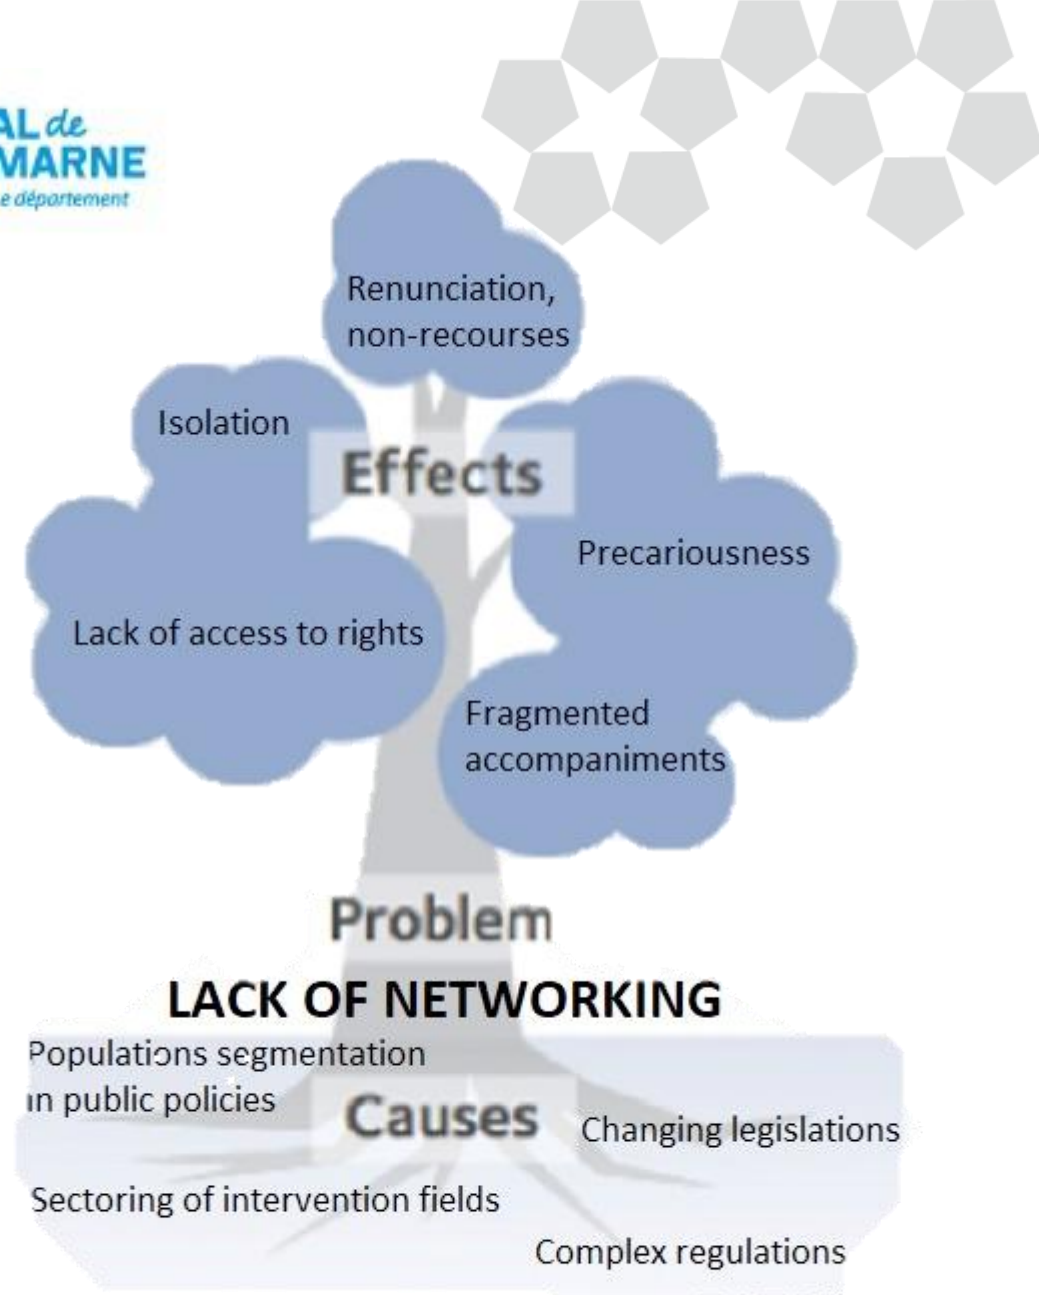 AL de
MARNE
e département
Renunciation,
non-recourses
Isolation
Effects
Precariousness
Lack of access to rights
Fragmented
accompaniments
Problem
LACK OF NETWORKING
Populations segmentation
in public policies
Causes
Changing legislations
Sectoring of intervention fields
Complex regulations